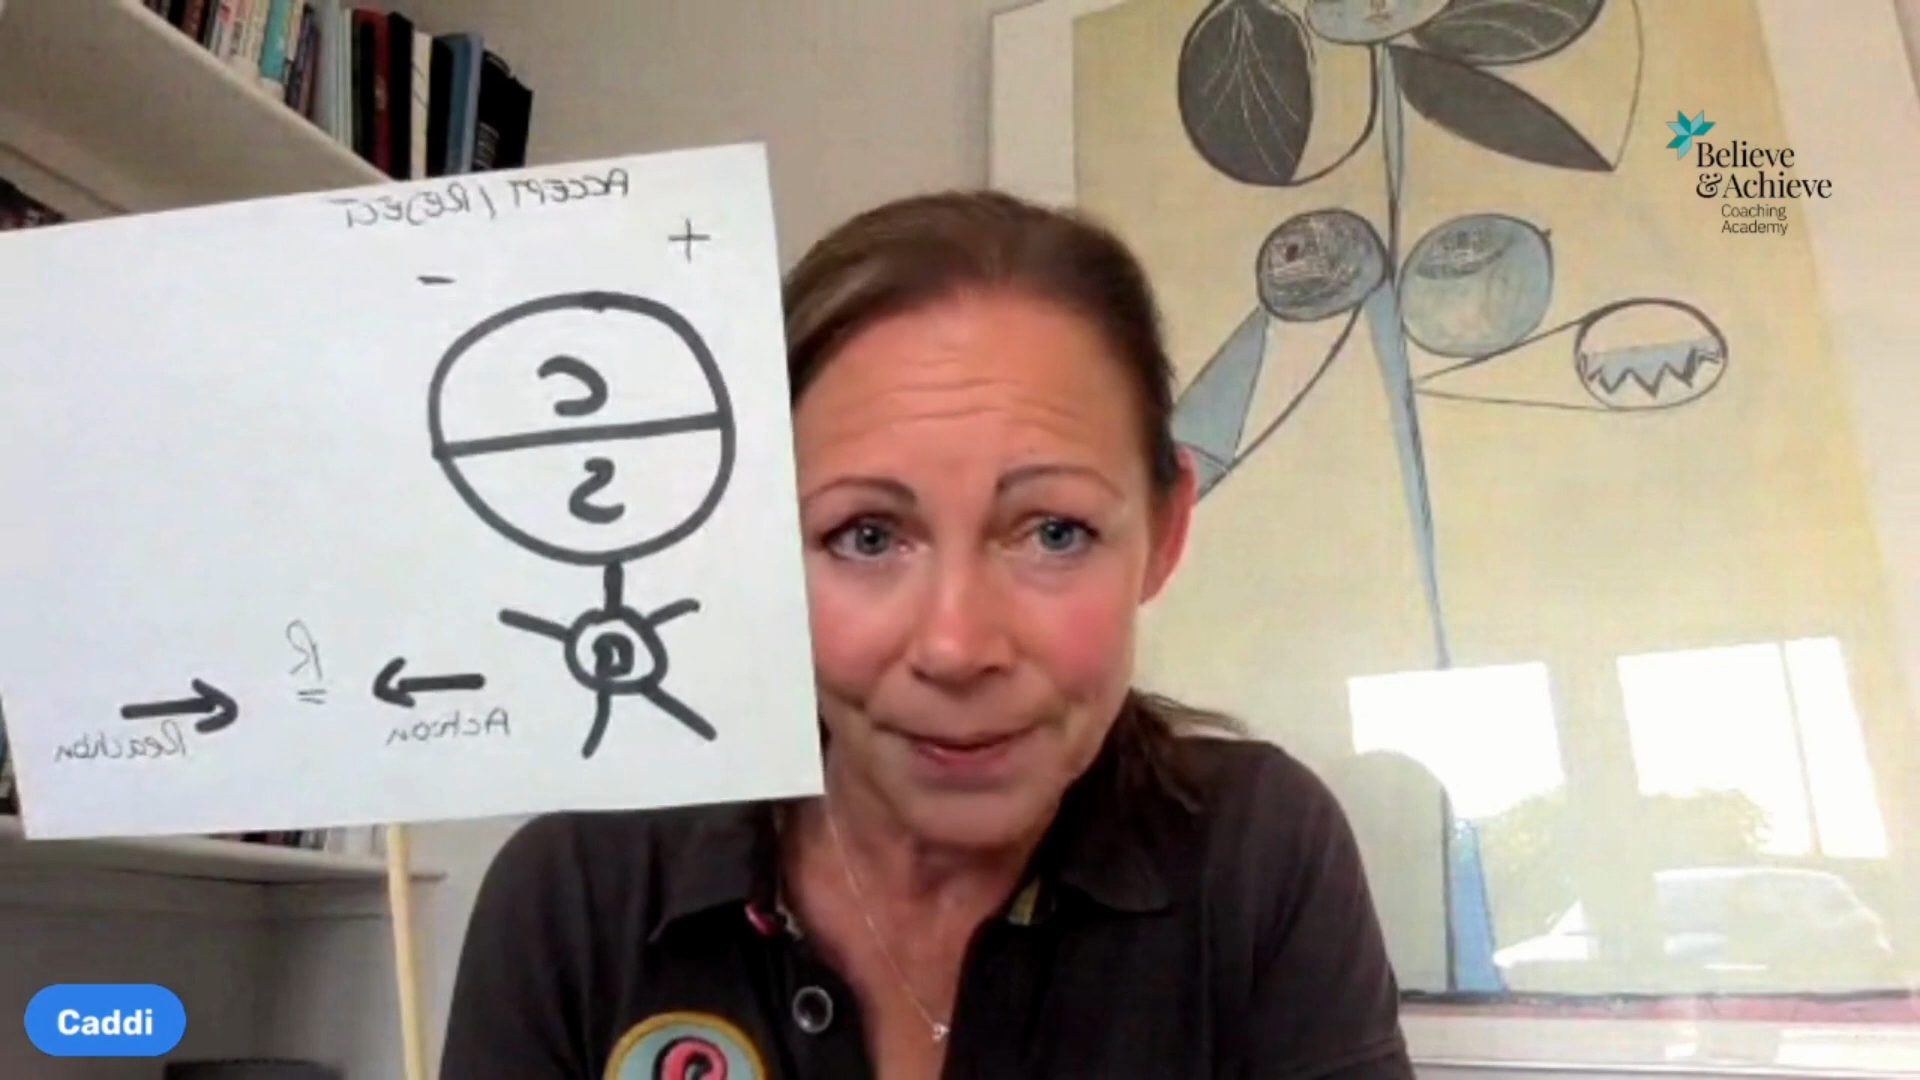 ACCEPT / REJECT
- +
C
S
B
R
=
Action
Reaction
Believe
& Achieve
Coaching
Academy
Caddi